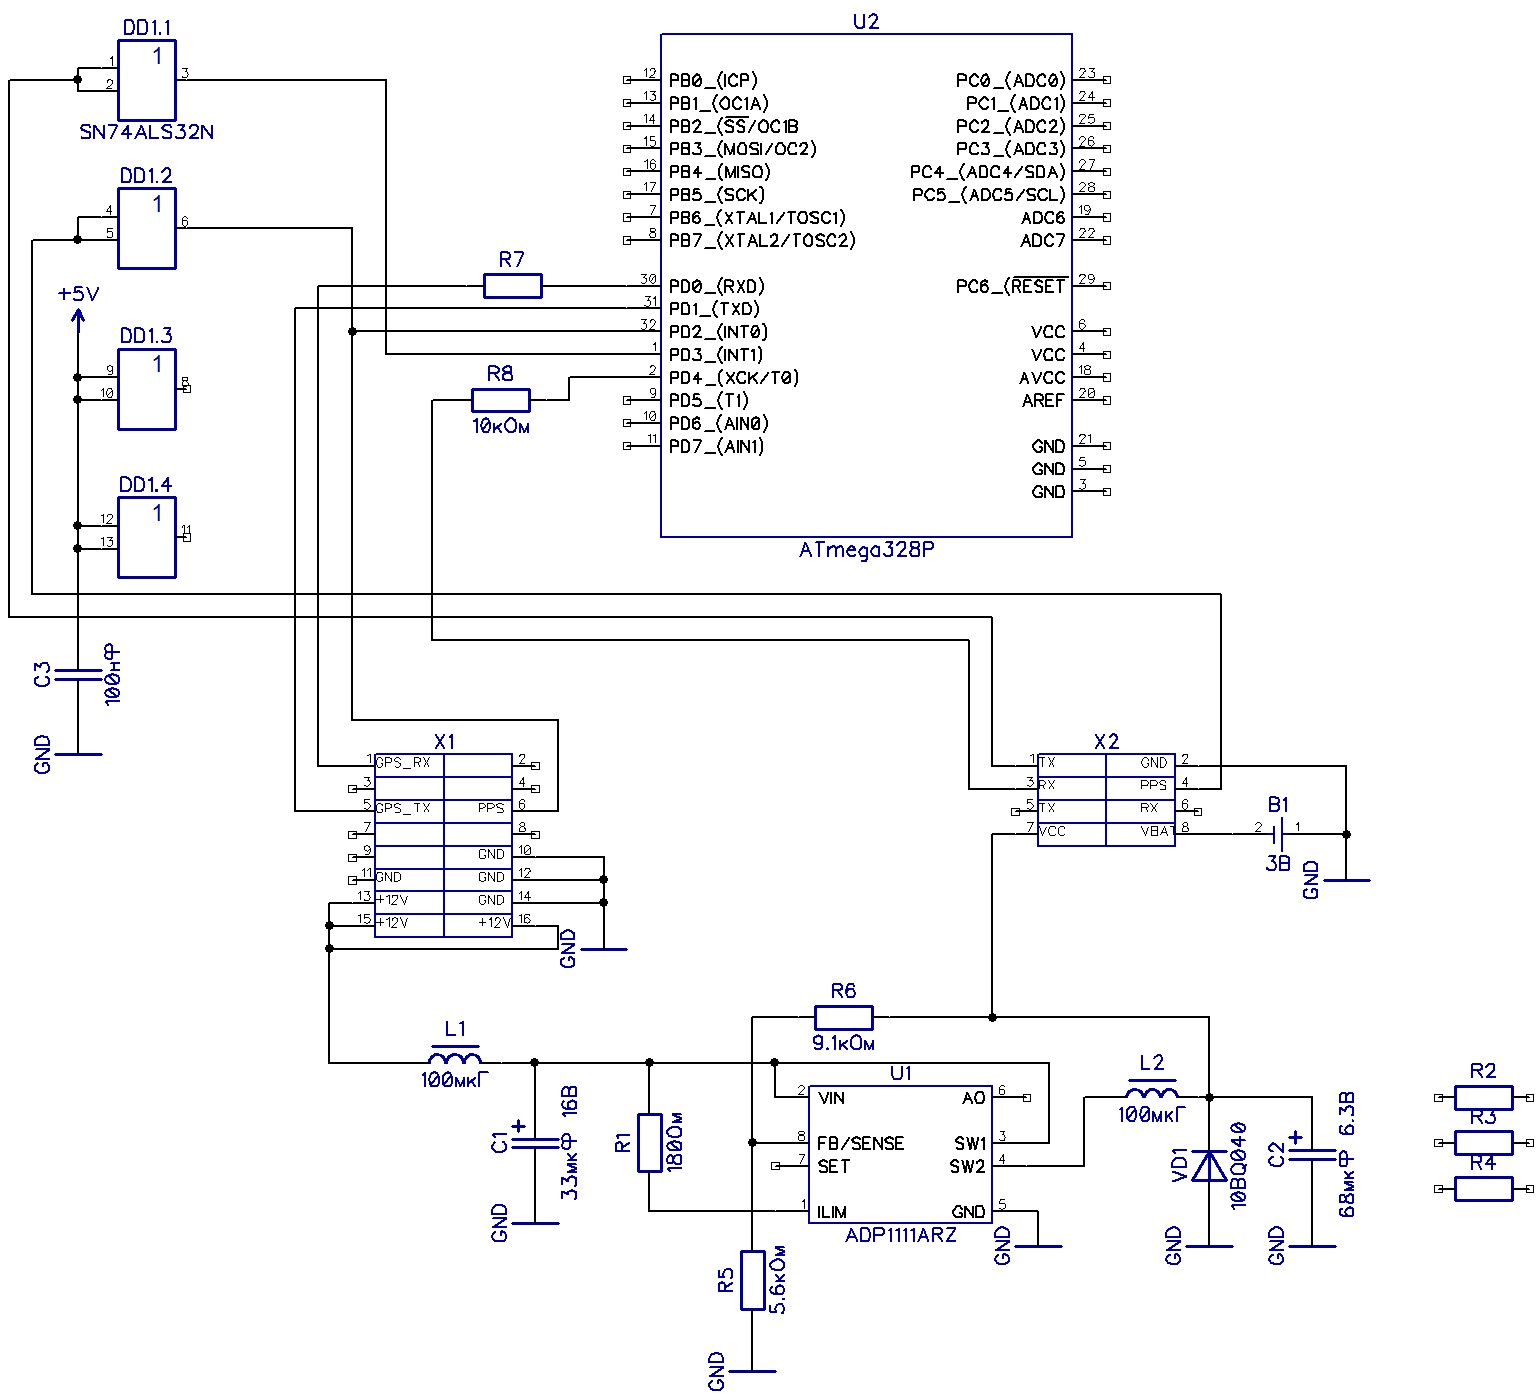 DD1.1
1
1
2
3
SN74ALS32N
DD1.2
1
4
5
6
+5V
DD1.3
1
9
10
8
DD1.4
1
12
13
11
C3
100нФ
GND
U2
12 PB0_(ICP)
13 PB1_(OC1A)
14 PB2_(SS/OC1B
15 PB3_(MOSI/OC2)
16 PB4_(MISO)
17 PB5_(SCK)
7 PB6_(XTAL1/TOSC1)
8 PB7_(XTAL2/TOSC2)
30 PD0_(RXD)
31 PD1_(TXD)
32 PD2_(INT0)
1 PD3_(INT1)
2 PD4_(XCK/T0)
9 PD5_(T1)
10 PD6_(AIN0)
11 PD7_(AIN1)
PC0_(ADC0) 23
PC1_(ADC1) 24
PC2_(ADC2) 25
PC3_(ADC3) 26
PC4_(ADC4/SDA) 27
PC5_(ADC5/SCL) 28
ADC6 19
ADC7 22
PC6_(RESET 29
VCC 6
VCC 4
AVCC 18
AREF 20
GND 21
GND 5
GND 3
ATmega328P
R7
R8
10кОм
X1
1 GPS_RX 2
3 4
5 GPS_TX PPS 6
7 8
9 GND 10
11 GND GND 12
13 +12V GND 14
15 +12V +12V 16
GND
X2
1 TX GND 2
3 RX PPS 4
5 TX RX 6
7 VCC VBAT 8
B1
2 1
3В
GND
L1
100мкГ
C1
+
33мкФ 16В
GND
R1
180Ом
R6
9.1кОм
U1
2 VIN AO 6
8 FB/SENSE SW1 3
7 SET SW2 4
1 ILIM GND 5
ADP1111ARZ
GND
R5
5.6кОм
GND
L2
100мкГ
VD1
10BQ040
GND
C2
+
68мкФ 6.3В
GND
R2
R3
R4